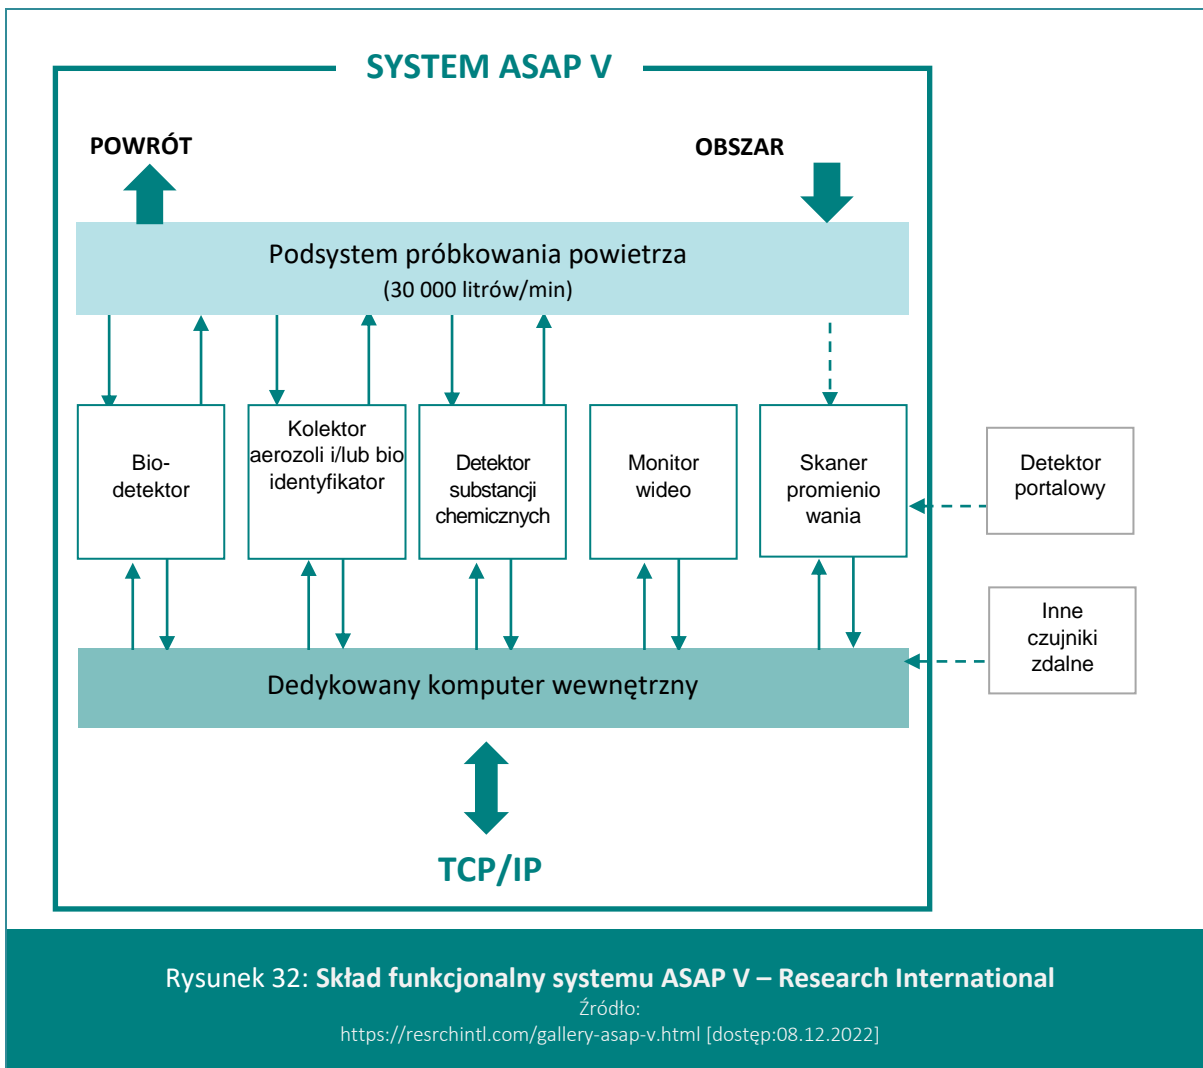 SYSTEM ASAP V
POWRÓT
OBSZAR
Podsystem próbkowania powietrza
(30 000 litrów/min)
Bio-
detektor
Kolektor
aerozoli i/lub bio
identyfikator
Detektor
substancji
chemicznych
Monitor
wideo
Skaner
promienio
wania
Detektor
portalowy
Inne
czujniki
zdalne
Dedykowany komputer wewnętrzny
TCP/IP
Rysunek 32: Skład funkcjonalny systemu ASAP V – Research International
Źródło:
https://resrchintl.com/gallery-asap-v.html [dostęp:08.12.2022]